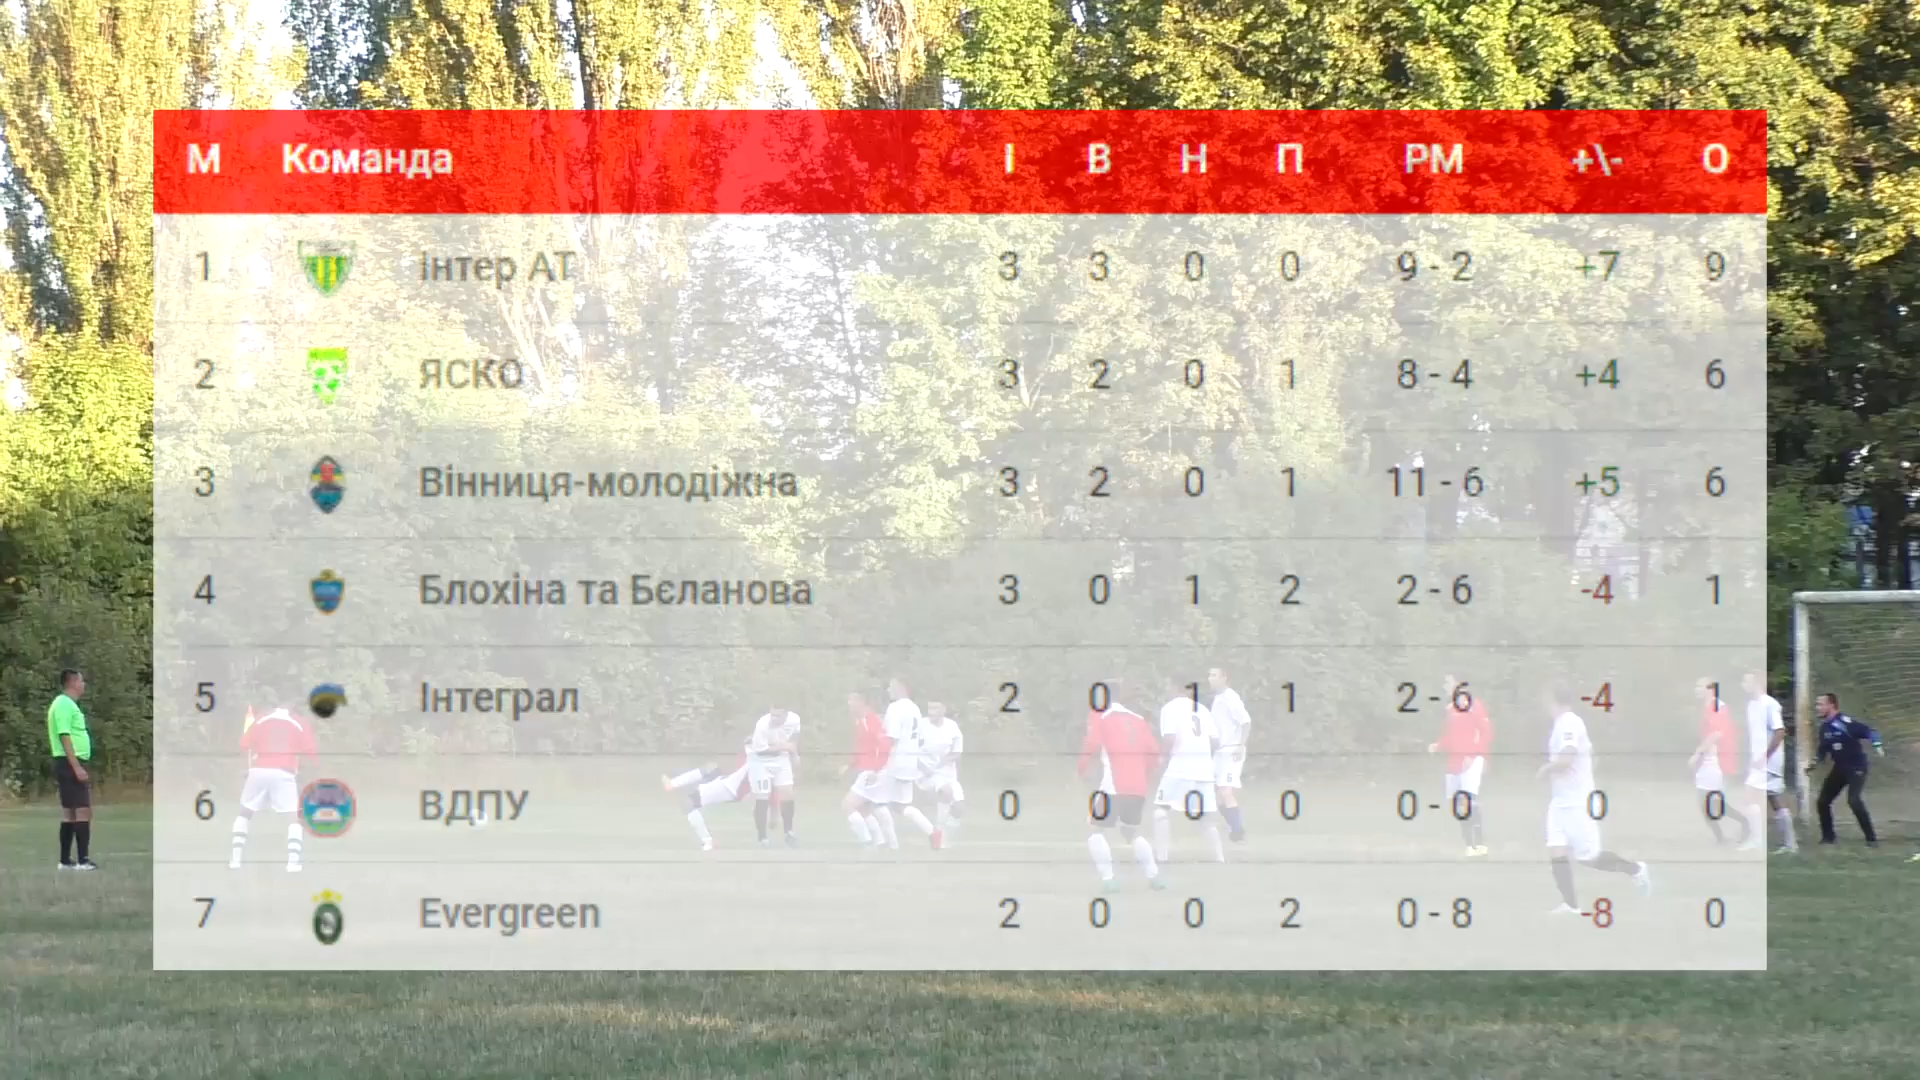 М Команда І В Н П РМ +\- О
1 Інтер АТ 3 3 0 0 9 - 2 +7 9
2 ЯСКО 3 2 0 1 8 - 4 +4 6
3 Вінниця-молодіжна 3 2 0 1 11 - 6 +5 6
4 Блохіна та Бєланова 3 0 1 2 2 - 6 -4 1
5 Інтеграл 2 0 1 1 2 - 6 -4 1
6 ВДПУ 0 0 0 0 0 - 0 0 0
7 Evergreen 2 0 0 2 0 - 8 -8 0